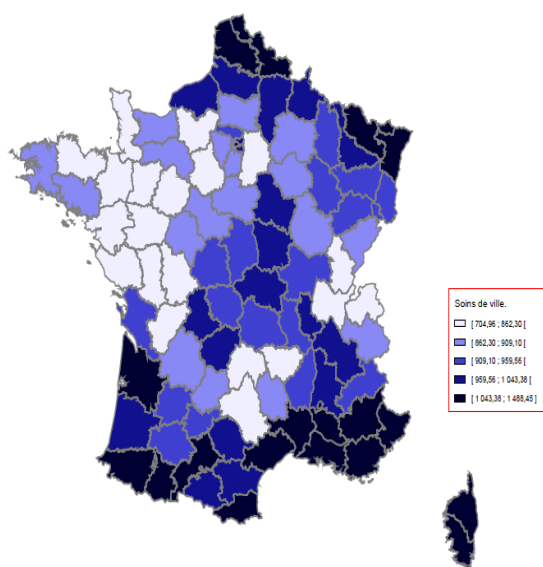 Soins de ville.
[ 704,96 ; 862,30 [
[ 862,30 ; 909,10 [
[ 909,10 ; 959,56 [
[ 959,56 ; 1 043,38 [
[ 1 043,38 ; 1 488,45 ]